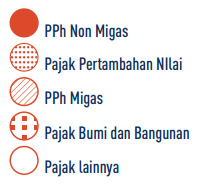 PPh Non Migas
Pajak Pertambahan NIlai
PPh Migas
Pajak Bumi dan Bangunan
Pajak lainnya